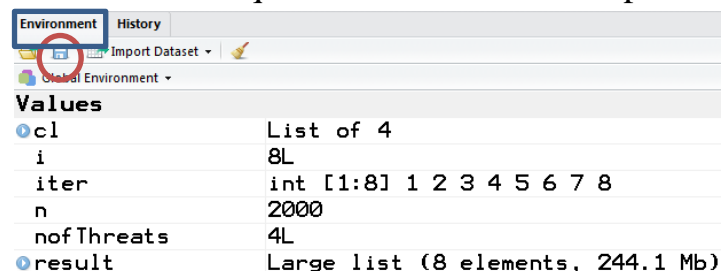 Environment History
Import Dataset
Global Environment
Values
cl List of 4
i 8L
iter int [1:8] 1 2 3 4 5 6 7 8
n 2000
nofThreats 4L
result Large list (8 elements, 244.1 Mb)